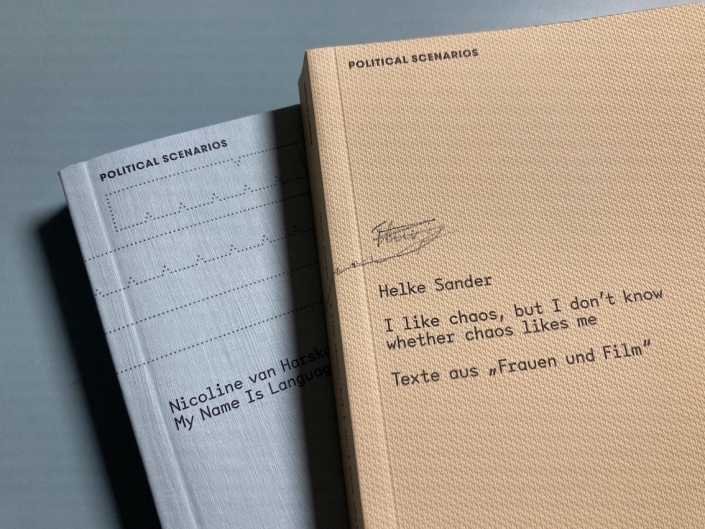 POLITICAL SCENARIOS
Nicoline van Harske
My Name Is Languag
POLITICAL SCENARIOS
Helke Sander
I like chaos, but I don't know
whether chaos likes me
Texte aus „Frauen und Film"